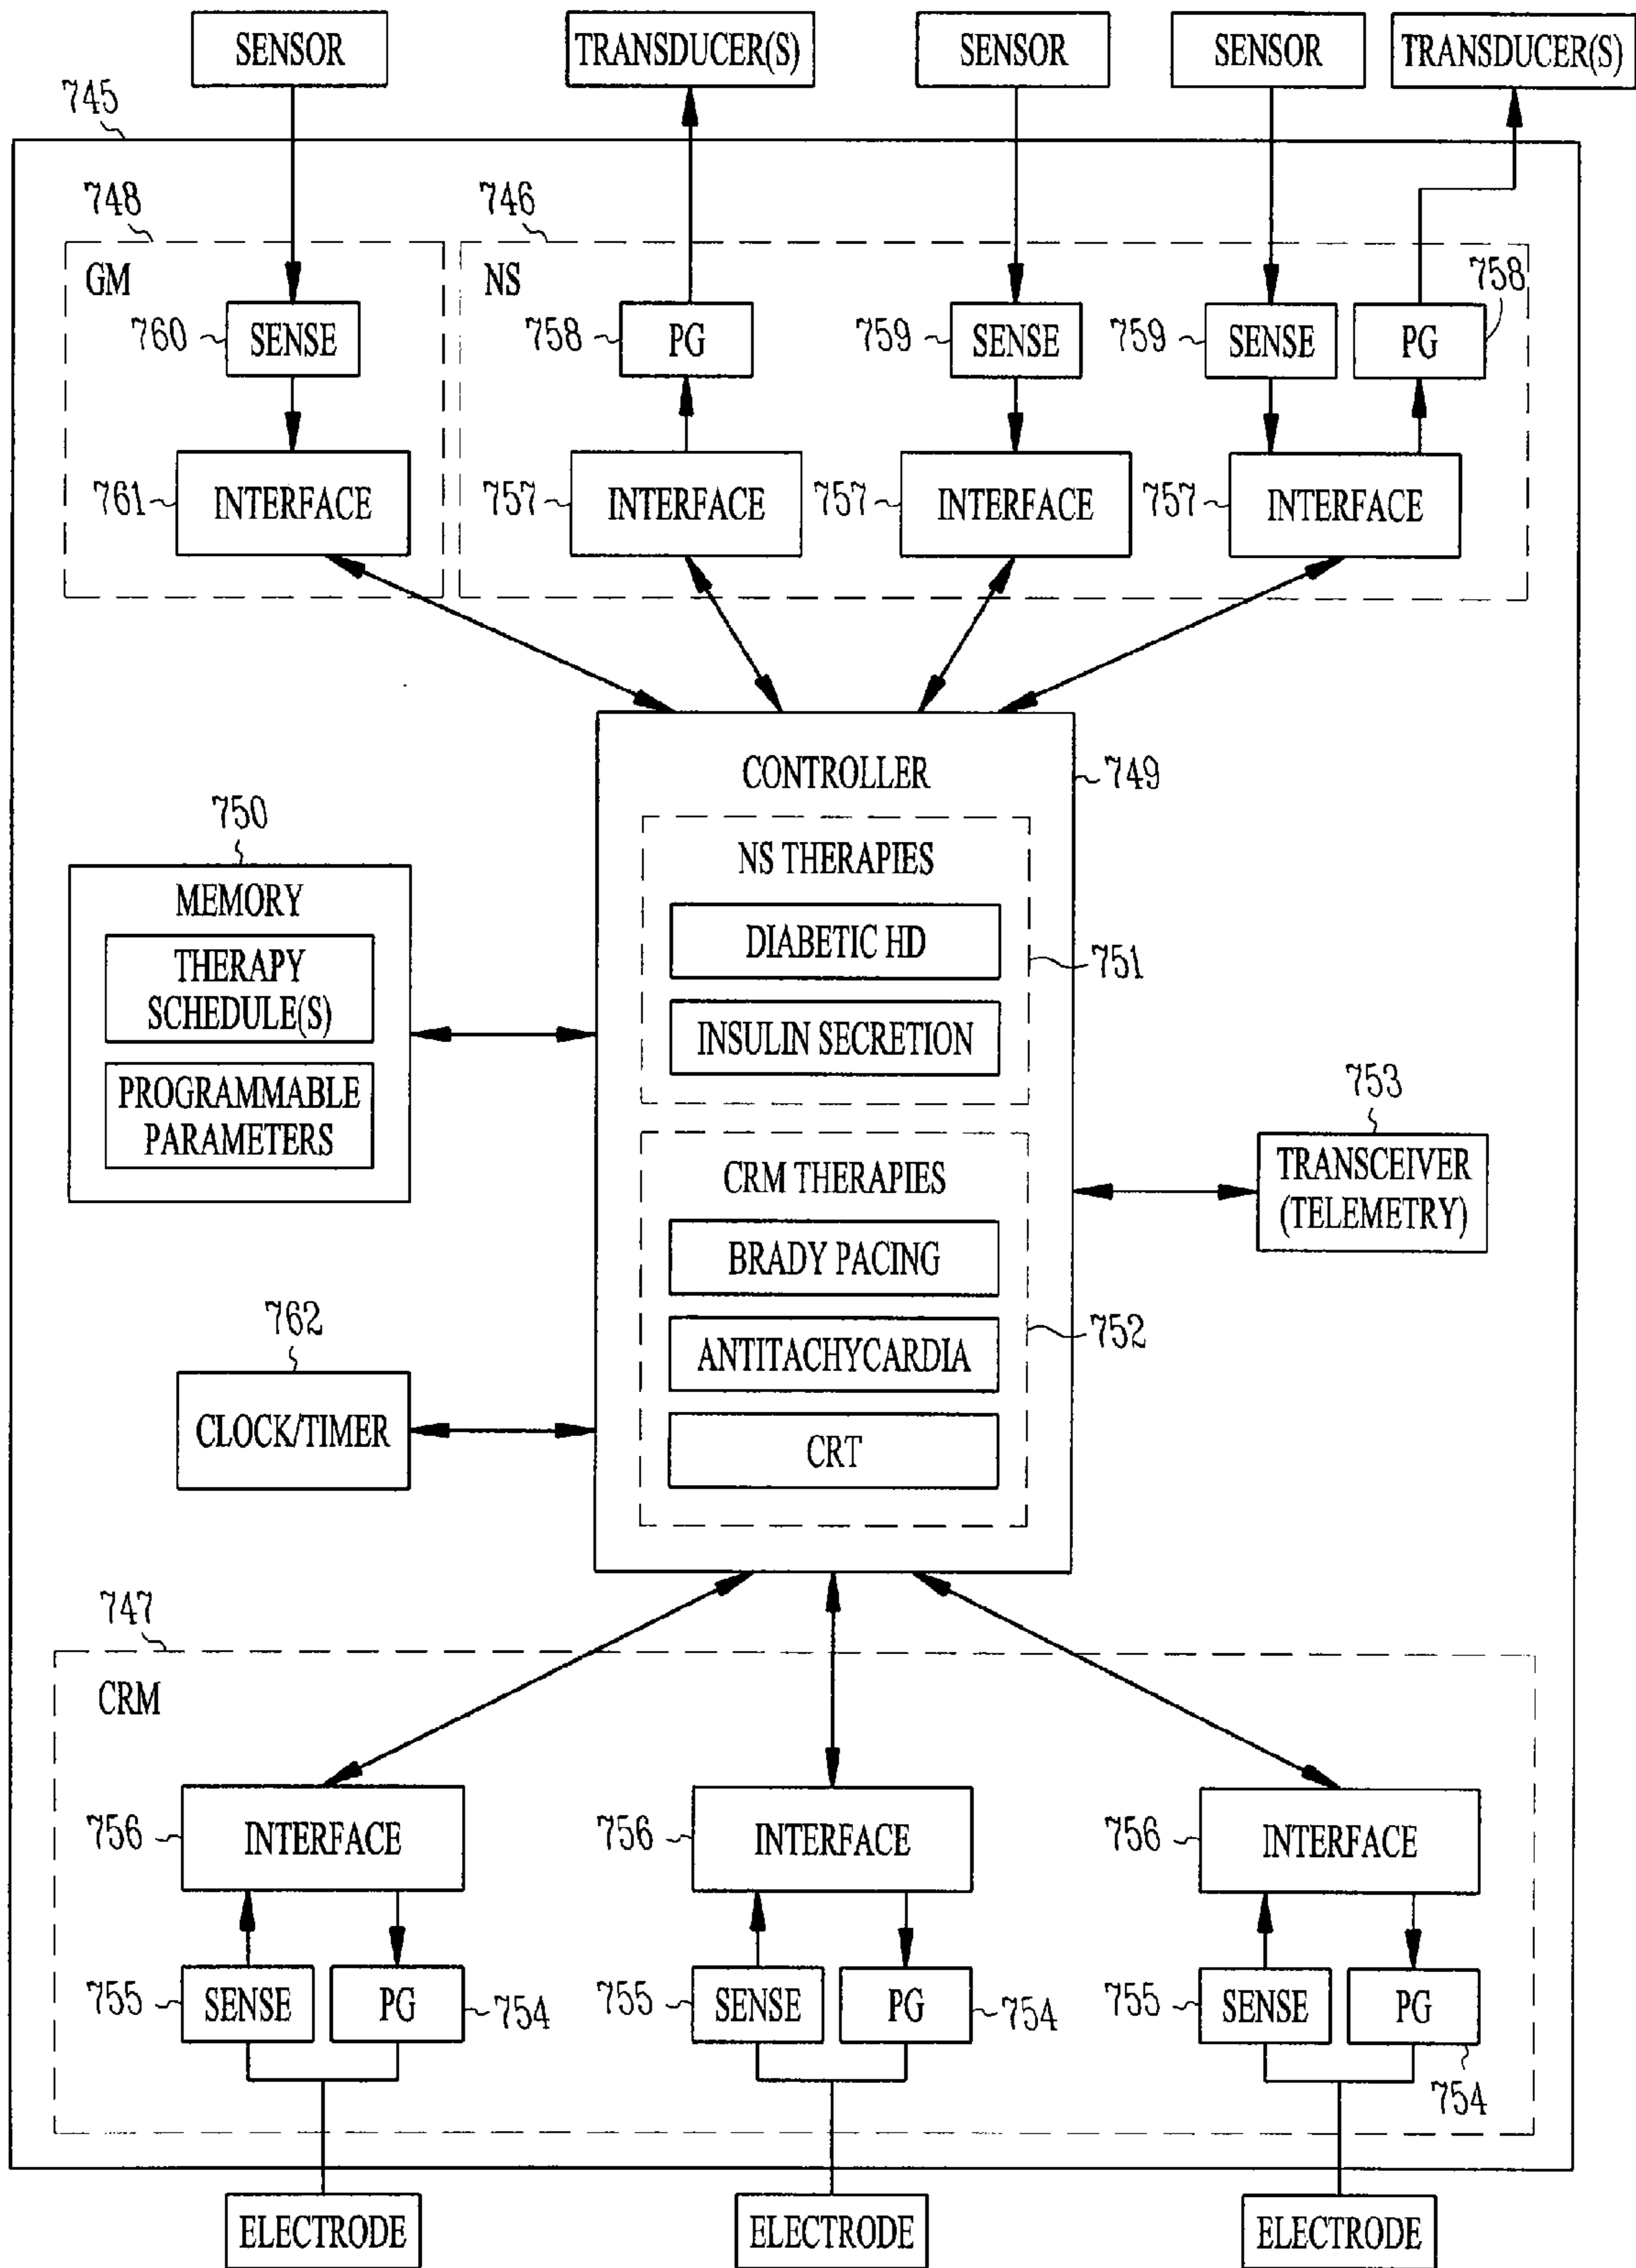 SENSOR
TRANSDUCER(S)
SENSOR
SENSOR
TRANSDUCER(S)
745
748
746
GM
NS
758
760
SENSE
758
PG
759
SENSE
759
SENSE
PG
761
INTERFACE
757
INTERFACE
757
INTERFACE
757
INTERFACE
CONTROLLER
749
NS THERAPIES
DIABETIC HD
751
INSULIN SECRETION
750
MEMORY
THERAPY
SCHEDULE(S)
PROGRAMMABLE
PARAMETERS
753
TRANSCEIVER
(TELEMETRY)
CRM THERAPIES
BRADY PACING
752
ANTITACHYCARDIA
CRT
762
CLOCK/TIMER
747
CRM
756
INTERFACE
756
INTERFACE
756
INTERFACE
755
SENSE
PG
754
755
SENSE
PG
754
755
SENSE
PG
754
ELECTRODE
ELECTRODE
ELECTRODE